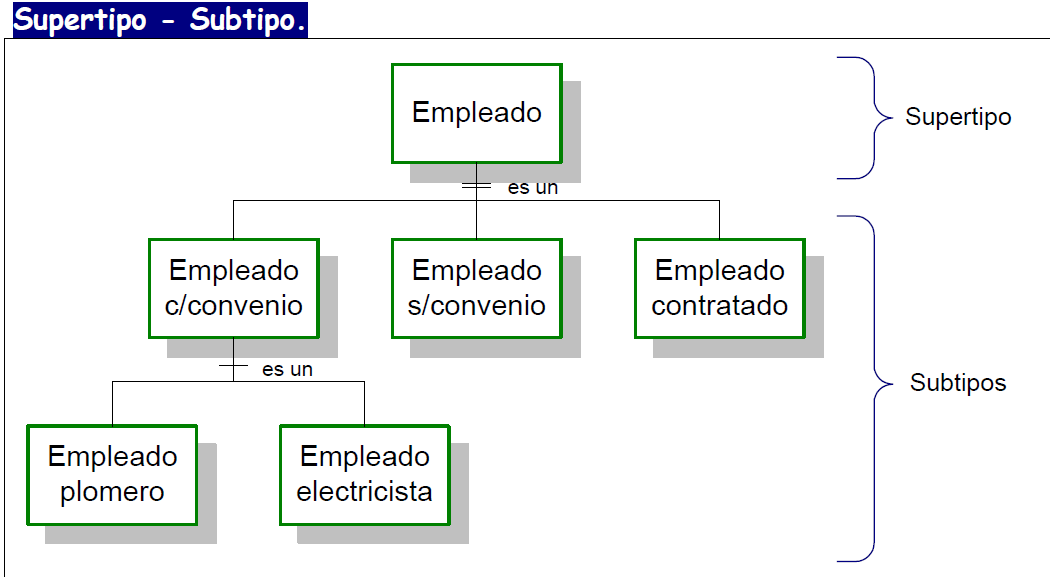 Supertipo - Subtipo.
Empleado
Supertipo
es un
Empleado
c/convenio
Empleado
s/convenio
Empleado
contratado
es un
Subtipos
Empleado
plomero
Empleado
electricista